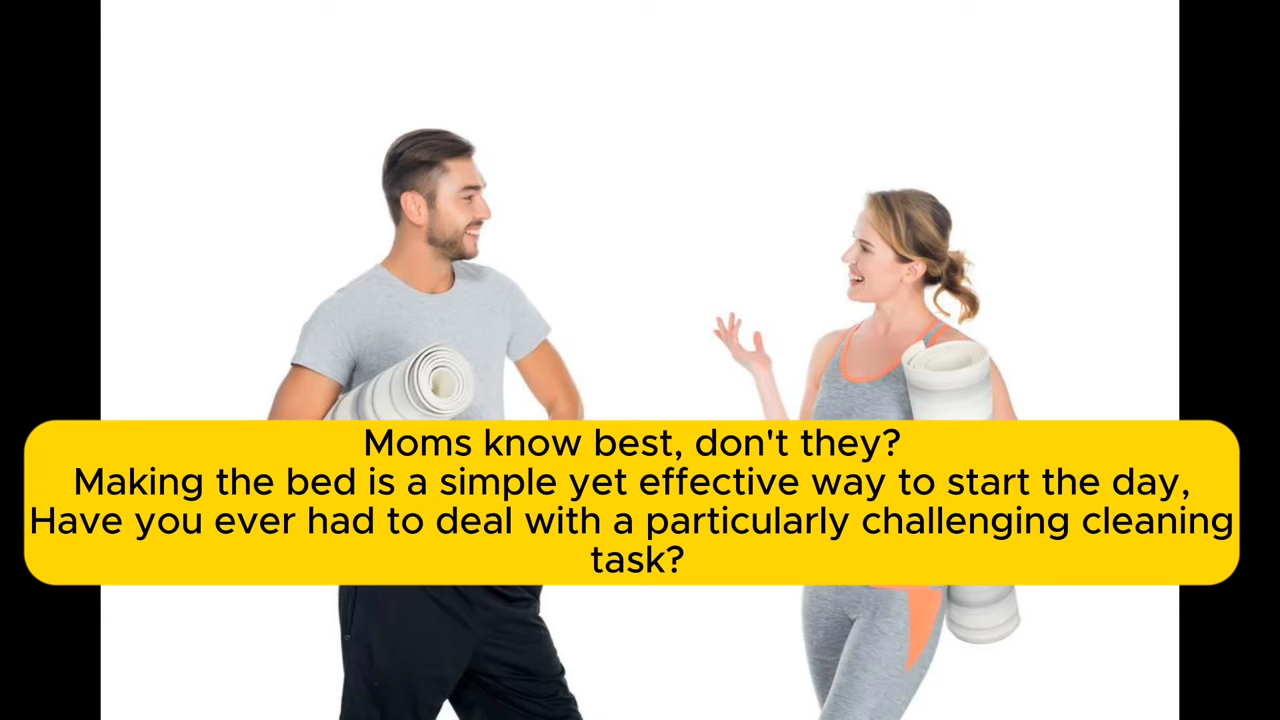 Moms know best, don't they?
Making the bed is a simple yet effective way to start the day,
Have you ever had to deal with a particularly challenging cleaning
task?